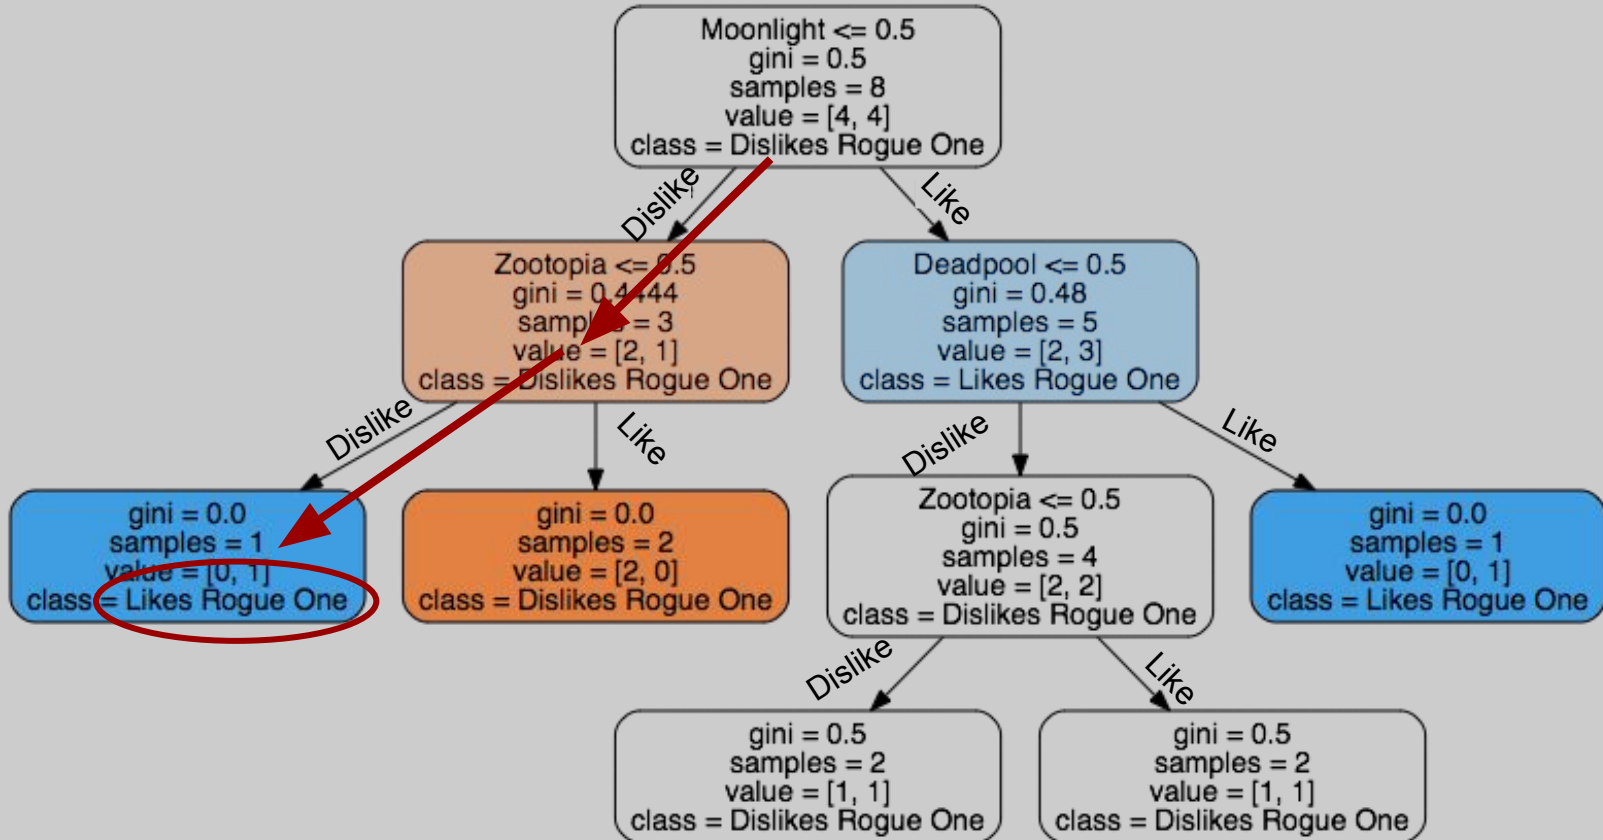 Moonlight <= 0.5
gini = 0.5
samples = 8
value = [4, 4]
class = Dislikes Rogue One
Dislike
Like
Zootopia <= 0.5
gini = 0.4444
samples = 3
value = [2, 1]
class = Dislikes Rogue One
Deadpool <= 0.5
gini = 0.48
samples = 5
value = [2, 3]
class = Likes Rogue One
Dislike
Like
Dislike
Like
gini = 0.0
samples = 1
value = [0, 1]
class = Likes Rogue One
gini = 0.0
samples = 2
value = [2, 0]
class = Dislikes Rogue One
Zootopia <= 0.5
gini = 0.5
samples = 4
value = [2, 2]
class = Dislikes Rogue One
gini = 0.0
samples = 1
value = [0, 1]
class = Likes Rogue One
Dislike
Like
gini = 0.5
samples = 2
value = [1, 1]
class = Dislikes Rogue One
gini = 0.5
samples = 2
value = [1, 1]
class = Dislikes Rogue One